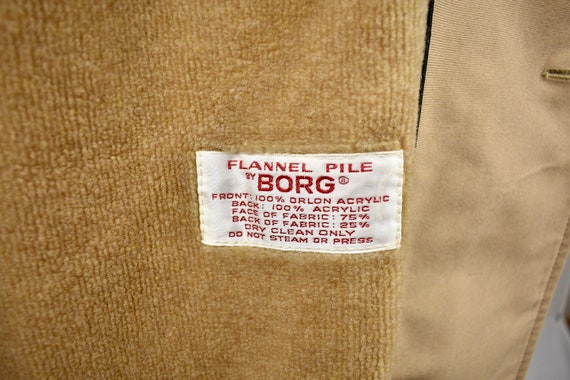 FLANNEL PILE
BY BORG®
FRONT: 100% ORLON ACRYLIC
BACK: 100% ACRYLIC
FACE OF FABRIC: 75%
BACK OF FABRIC: 25%
DRY CLEAN ONLY
DO NOT STEAM OR PRESS